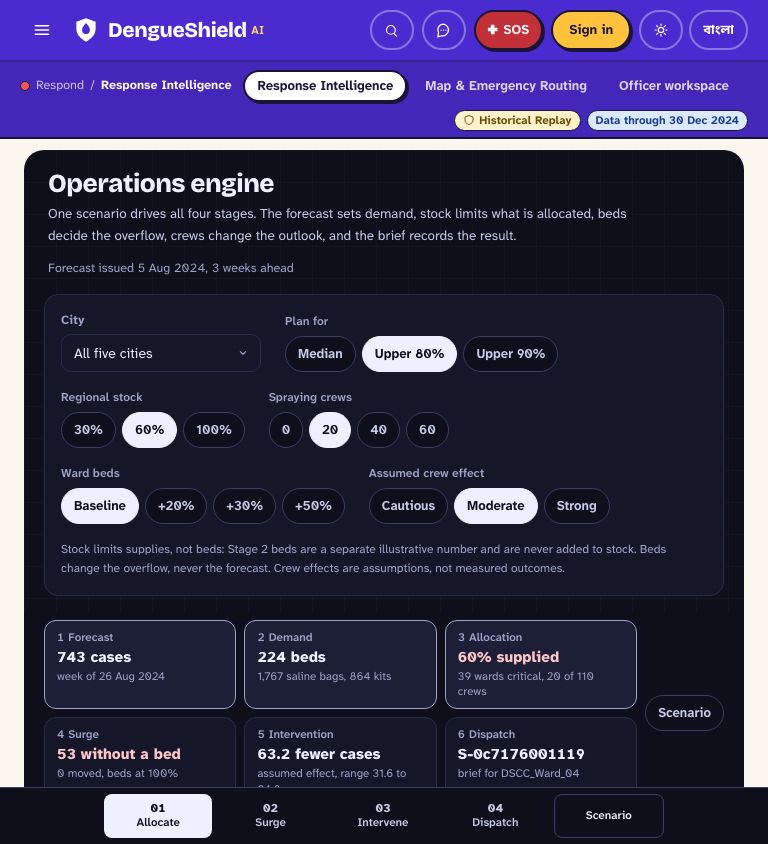 DengueShield AI
SOS
Sign in
বাংলা
Respond / Response Intelligence
Response Intelligence
Map & Emergency Routing
Officer workspace
Historical Replay
Data through 30 Dec 2024
Operations engine
One scenario drives all four stages. The forecast sets demand, stock limits what is allocated, beds
decide the overflow, crews change the outlook, and the brief records the result.
Forecast issued 5 Aug 2024, 3 weeks ahead
City
Plan for
All five cities
Median
Upper 80%
Upper 90%
Regional stock
Spraying crews
30%
60%
100%
0
20
40
60
Ward beds
Assumed crew effect
Baseline
+20%
+30%
+50%
Cautious
Moderate
Strong
Stock limits supplies, not beds: Stage 2 beds are a separate illustrative number and are never added to stock. Beds
change the overflow, never the forecast. Crew effects are assumptions, not measured outcomes.
1 Forecast
743 cases
week of 26 Aug 2024
2 Demand
224 beds
1,767 saline bags, 864 kits
3 Allocation
60% supplied
39 wards critical, 20 of 110
crews
Scenario
4 Surge
53 without a bed
0 moved, beds at 100%
5 Intervention
63.2 fewer cases
assumed effect, range 31.6 to
6 Dispatch
S-0c7176001119
brief for DSCC_Ward_04
01
Allocate
02
Surge
03
Intervene
04
Dispatch
Scenario